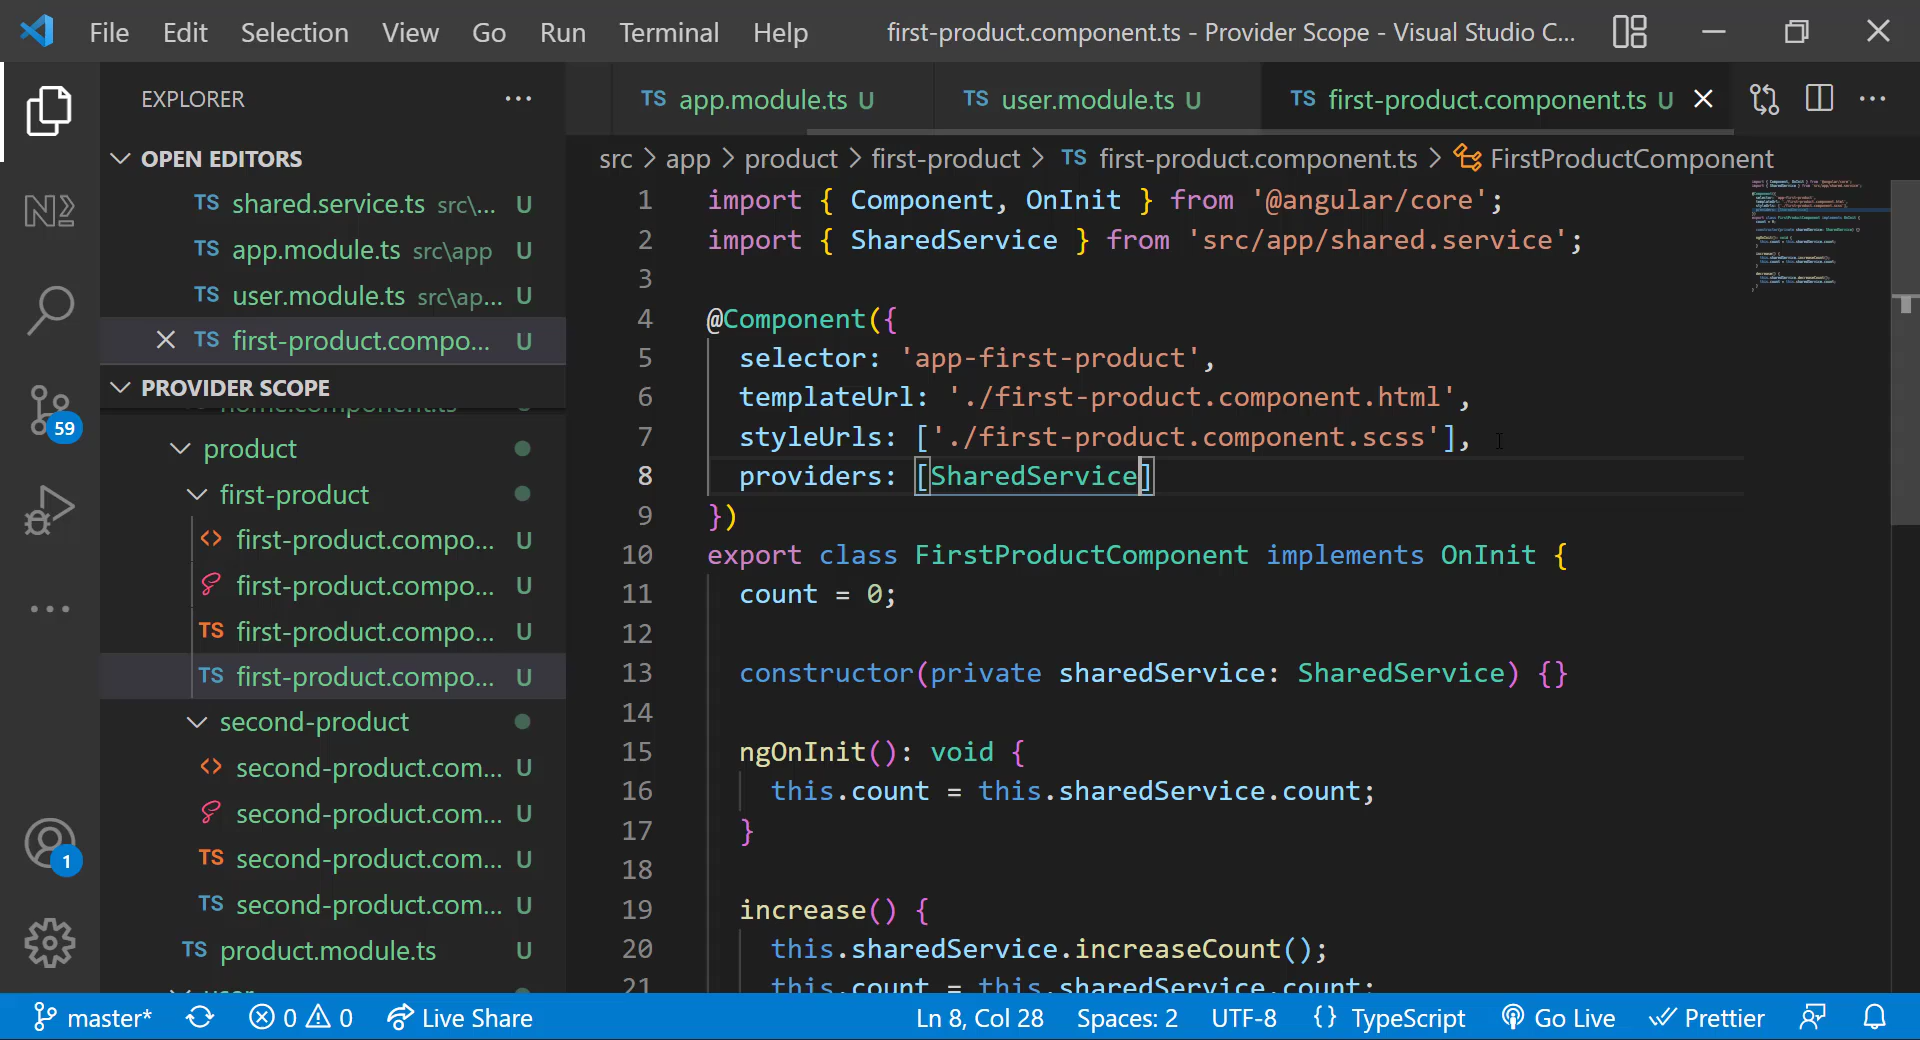 File Edit Selection View Go Run Terminal Help first-product.component.ts - Provider Scope - Visual Studio C...
EXPLORER ...
OPEN EDITORS
TS shared.service.ts src\... U
TS app.module.ts src\app U
TS user.module.ts src\ap... U
TS first-product.compo... U
PROVIDER SCOPE
home.component.ts
product
first-product
<> first-product.compo... U
first-product.compo... U
TS first-product.compo... U
TS first-product.compo... U
second-product
<> second-product.com... U
second-product.com... U
TS second-product.com... U
TS second-product.com... U
TS product.module.ts U
59
1
TS app.module.ts U TS user.module.ts U TS first-product.component.ts U
src > app > product > first-product > TS first-product.component.ts > FirstProductComponent
1 import { Component, OnInit } from '@angular/core';
2 import { SharedService } from 'src/app/shared.service';
3
4 @Component({
5 selector: 'app-first-product',
6 templateUrl: './first-product.component.html',
7 styleUrls: ['./first-product.component.scss'],
8 providers: [SharedService]
9 })
10 export class FirstProductComponent implements OnInit {
11 count = 0;
12
13 constructor(private sharedService: SharedService) {}
14
15 ngOnInit(): void {
16 this.count = this.sharedService.count;
17 }
18
19 increase() {
20 this.sharedService.increaseCount();
21 this.count = this.sharedService.count;
master* 0 0 Live Share Ln 8, Col 28 Spaces: 2 UTF-8 {} TypeScript Go Live Prettier